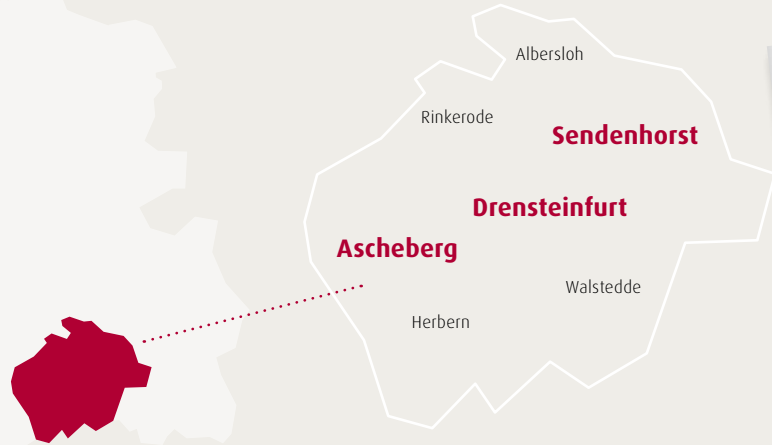 Albersloh
Rinkerode
Sendenhorst
Drensteinfurt
Ascheberg
Walstedde
Herbern